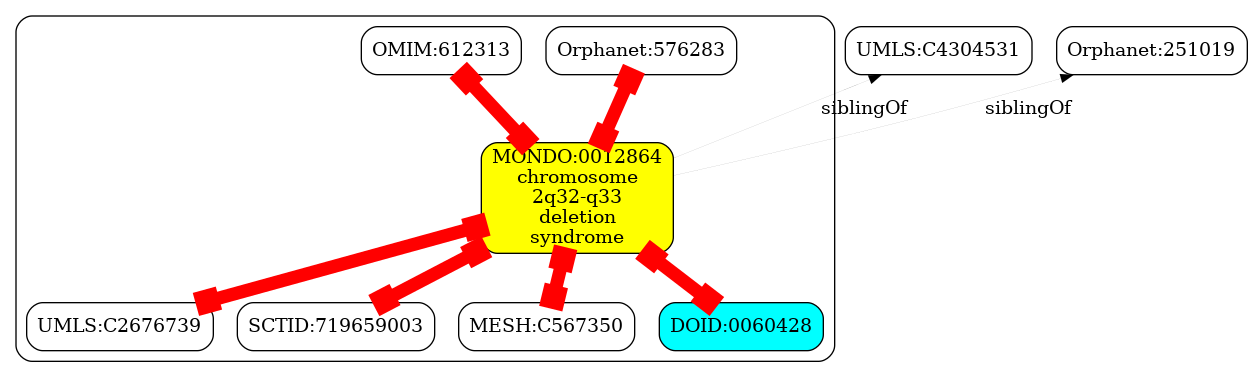 OMIM:612313
Orphanet:576283
UMLS:C4304531
Orphanet:251019
siblingOf
siblingOf
MONDO:0012864
chromosome
2q32-q33
deletion
syndrome
UMLS:C2676739
SCTID:719659003
MESH:C567350
DOID:0060428